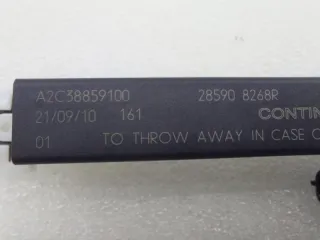 A2C38859100 28590 8268R
21/09/10 161 CONTIN
01 TO THROW AWAY IN CASE O